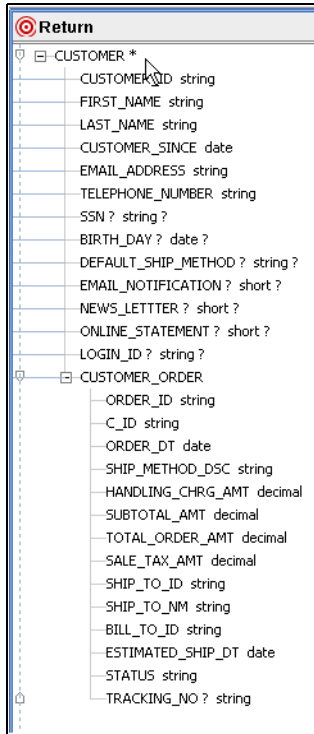 Return
CUSTOMER *
CUSTOMER_ID string
FIRST_NAME string
LAST_NAME string
CUSTOMER_SINCE date
EMAIL_ADDRESS string
TELEPHONE_NUMBER string
SSN ? string ?
BIRTH_DAY ? date ?
DEFAULT_SHIP_METHOD ? string ?
EMAIL_NOTIFICATION ? short ?
NEWS_LETTTER ? short ?
ONLINE_STATEMENT ? short ?
LOGIN_ID ? string ?
CUSTOMER_ORDER
ORDER_ID string
C_ID string
ORDER_DT date
SHIP_METHOD_DSC string
HANDLING_CHRG_AMT decimal
SUBTOTAL_AMT decimal
TOTAL_ORDER_AMT decimal
SALE_TAX_AMT decimal
SHIP_TO_ID string
SHIP_TO_NM string
BILL_TO_ID string
ESTIMATED_SHIP_DT date
STATUS string
TRACKING_NO ? string